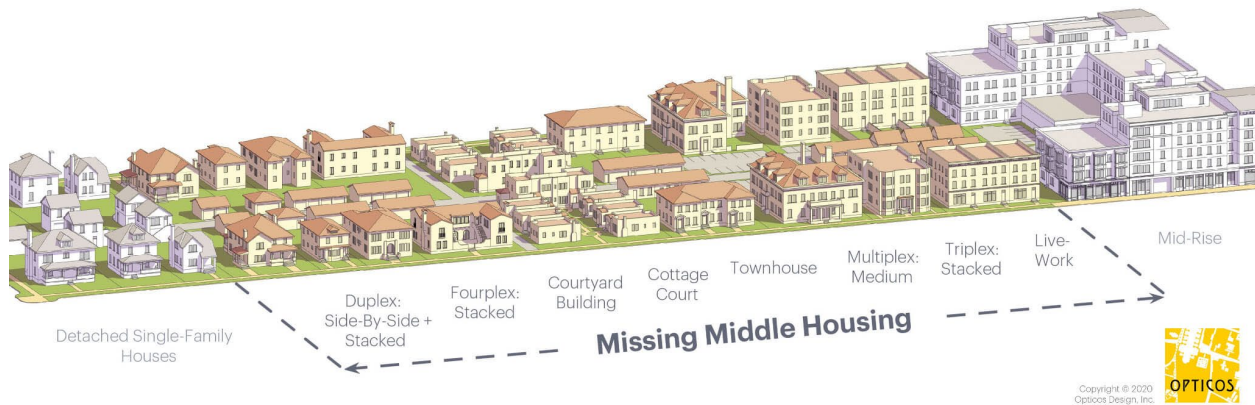 Detached Single-Family
Houses
Duplex:
Side-By-Side +
Stacked
Fourplex:
Stacked
Courtyard
Building
Cottage
Court
Townhouse
Multiplex:
Medium
Triplex:
Stacked
Live-
Work
Mid-Rise
Missing Middle Housing
Copyright © 2020
Opticos Design, Inc.
OPTICOS